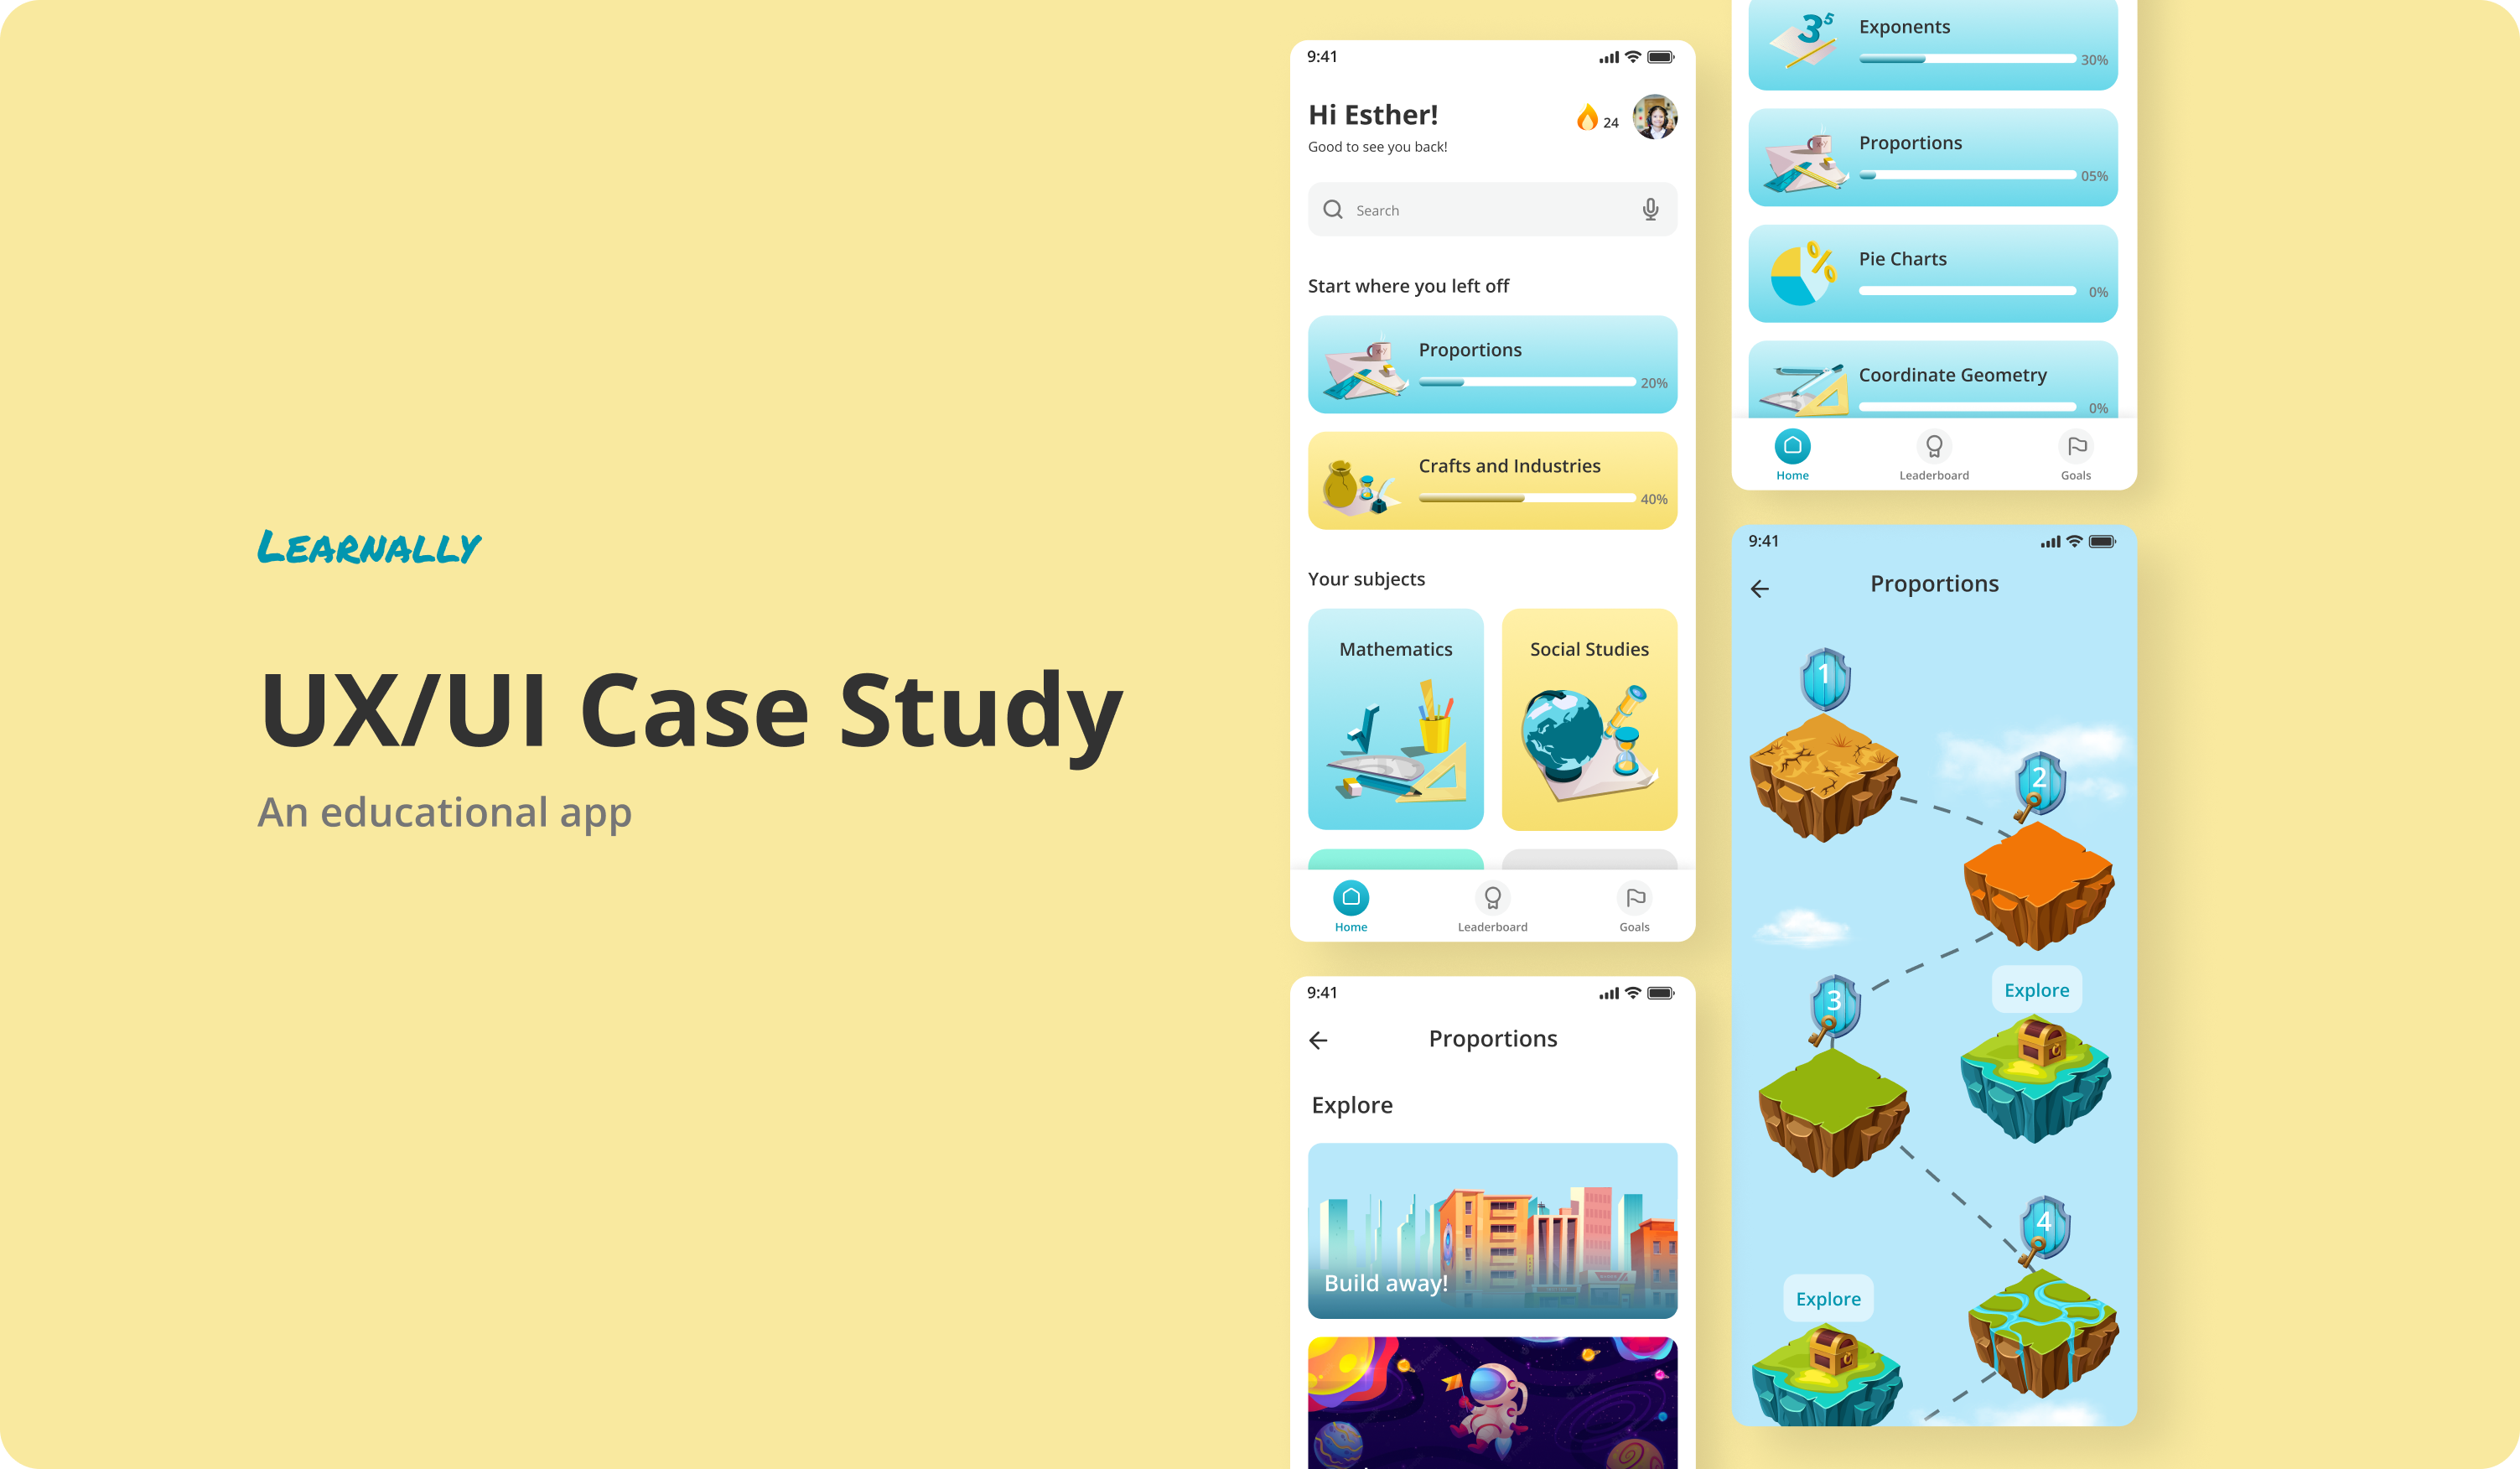 LEARNALLY
UX/UI Case Study
An educational app
9:41
Hi Esther!
24
Good to see you back!
Search
Start where you left off
Proportions
20%
Crafts and Industries
40%
Your subjects
Mathematics
Social Studies
Home
Leaderboard
Goals
9:41
Proportions
Explore
Build away!
3⁵
Exponents
30%
Proportions
05%
Pie Charts
%
0%
Coordinate Geometry
0%
Home
Leaderboard
Goals
9:41
Proportions
1
2
3
Explore
4
Explore